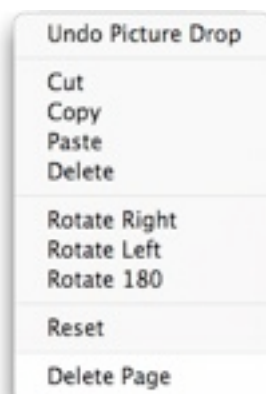 Undo Picture Drop
Cut
Copy
Paste
Delete
Rotate Right
Rotate Left
Rotate 180
Reset
Delete Page